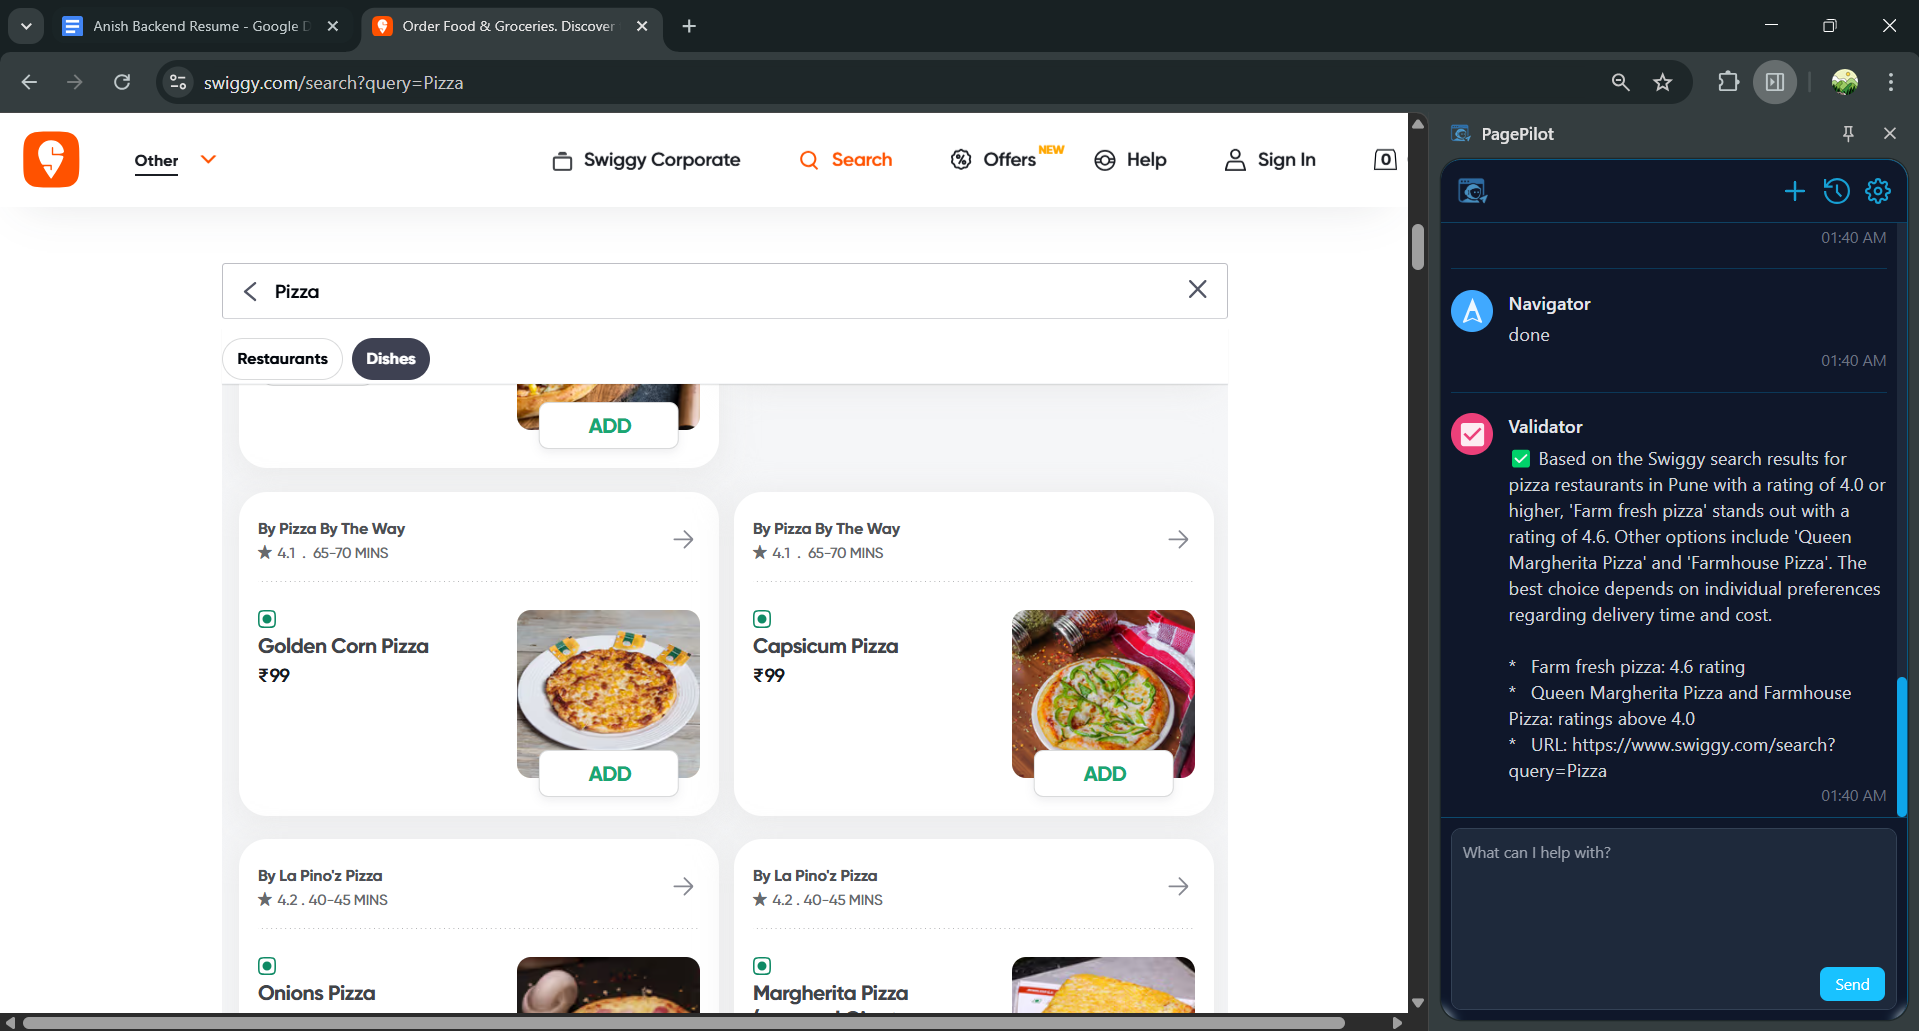 Anish Backend Resume - Google D
Order Food & Groceries. Discover
swiggy.com/search?query=Pizza
Other
Swiggy Corporate
Search
Offers NEW
Help
Sign In
0
Pizza
Restaurants
Dishes
ADD
By Pizza By The Way
4.1 . 65-70 MINS
Golden Corn Pizza
₹99
ADD
By Pizza By The Way
4.1 . 65-70 MINS
Capsicum Pizza
₹99
ADD
By La Pino'z Pizza
4.2 . 40-45 MINS
Onions Pizza
By La Pino'z Pizza
4.2 . 40-45 MINS
Margherita Pizza
PagePilot
01:40 AM
Navigator
done
01:40 AM
Validator
✅ Based on the Swiggy search results for
pizza restaurants in Pune with a rating of 4.0 or
higher, 'Farm fresh pizza' stands out with a
rating of 4.6. Other options include 'Queen
Margherita Pizza' and 'Farmhouse Pizza'. The
best choice depends on individual preferences
regarding delivery time and cost.
* Farm fresh pizza: 4.6 rating
* Queen Margherita Pizza and Farmhouse
Pizza: ratings above 4.0
* URL: https://www.swiggy.com/search?
query=Pizza
01:40 AM
What can I help with?
Send